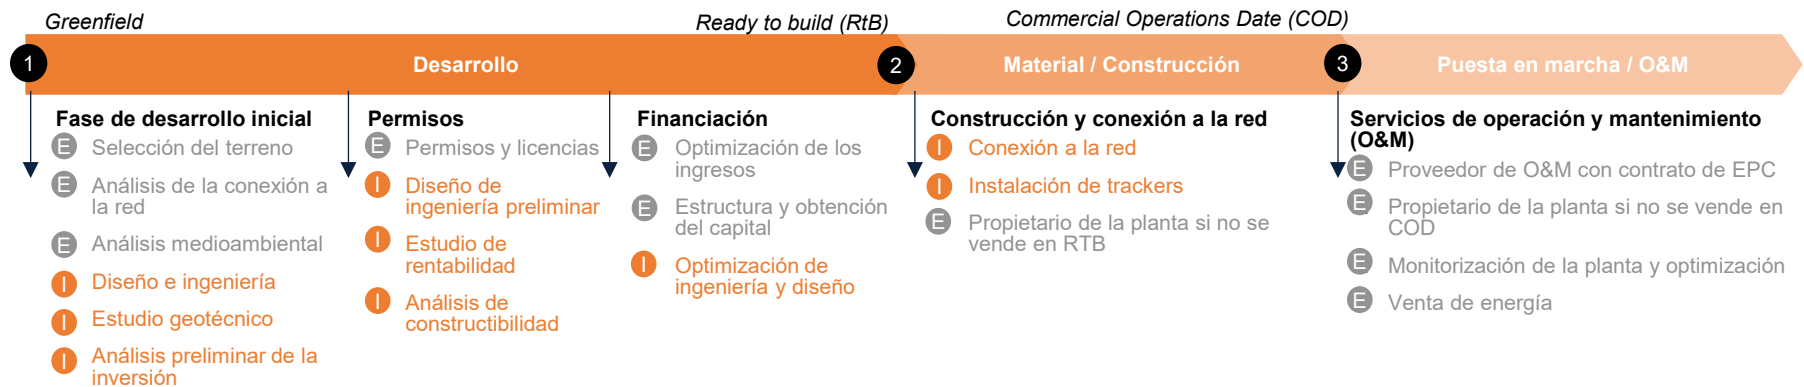 Greenfield
Ready to build (RtB)
Commercial Operations Date (COD)
1
Desarrollo
2
Material / Construcción
3
Puesta en marcha / O&M
Fase de desarrollo inicial
E Selección del terreno
E Análisis de la conexión a
la red
E Análisis medioambiental
I Diseño e ingeniería
I Estudio geotécnico
I Análisis preliminar de la
inversión
Permisos
E Permisos y licencias
I Diseño de
ingeniería preliminar
I Estudio de
rentabilidad
I Análisis de
constructibilidad
Financiación
E Optimización de los
ingresos
E Estructura y obtención
del capital
I Optimización de
ingeniería y diseño
Construcción y conexión a la red
I Conexión a la red
I Instalación de trackers
E Propietario de la planta si no se
vende en RTB
Servicios de operación y mantenimiento
(O&M)
E Proveedor de O&M con contrato de EPC
E Propietario de la planta si no se vende en
COD
E Monitorización de la planta y optimización
E Venta de energía